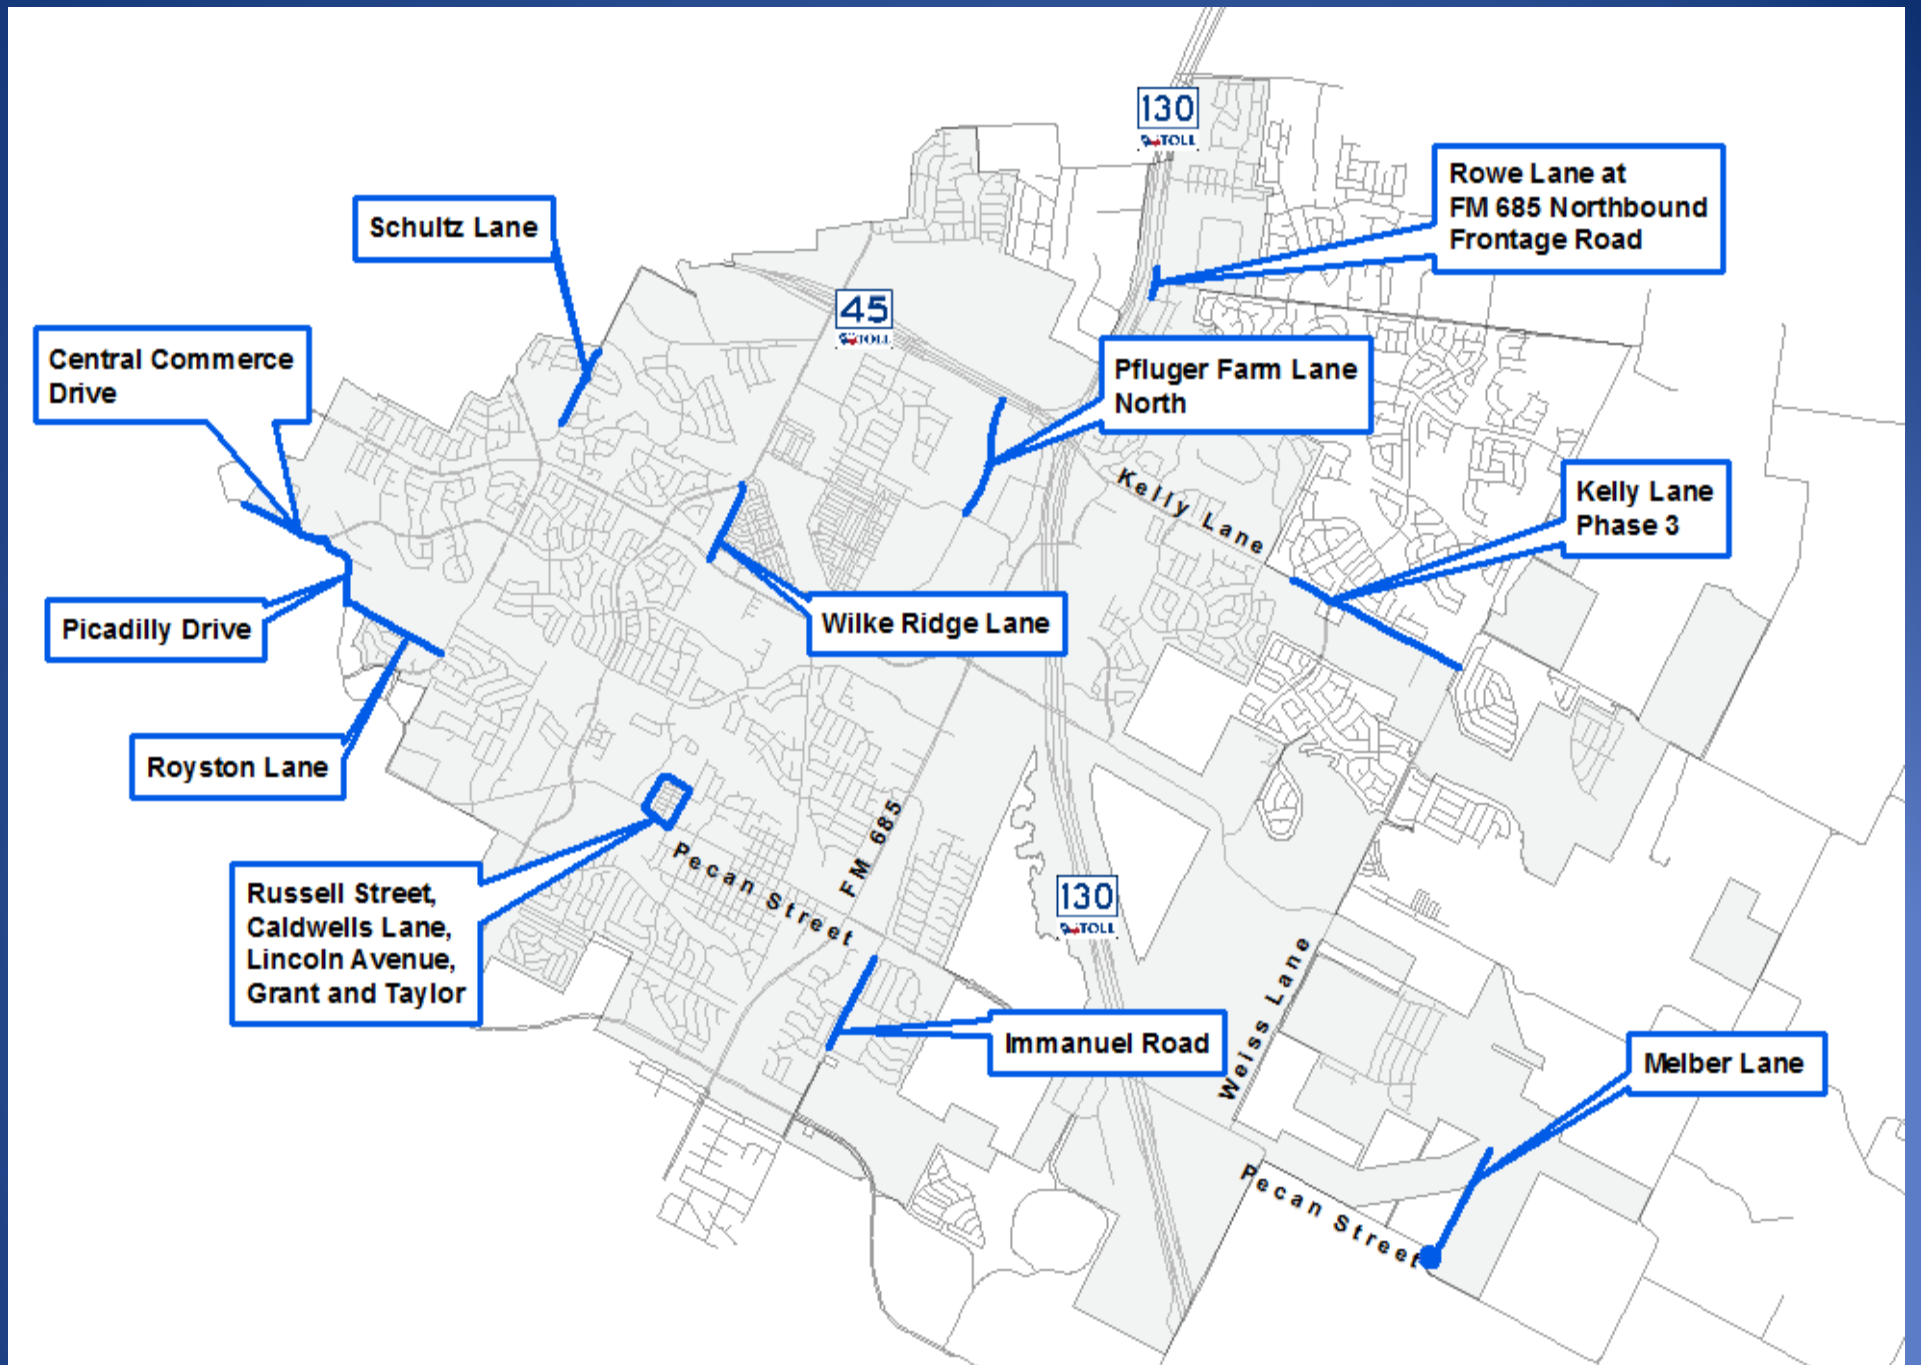 130
TOLL
Rowe Lane at
FM 685 Northbound
Frontage Road
Schultz Lane
45
TOLL
Central Commerce
Drive
Pfluger Farm Lane
North
Kelly Lane
Kelly Lane
Phase 3
Picadilly Drive
Wilke Ridge Lane
Royston Lane
FM 685
Pecan Street
130
TOLL
Russell Street,
Caldwells Lane,
Lincoln Avenue,
Grant and Taylor
Weiss Lane
Immanuel Road
Melber Lane
Pecan Street